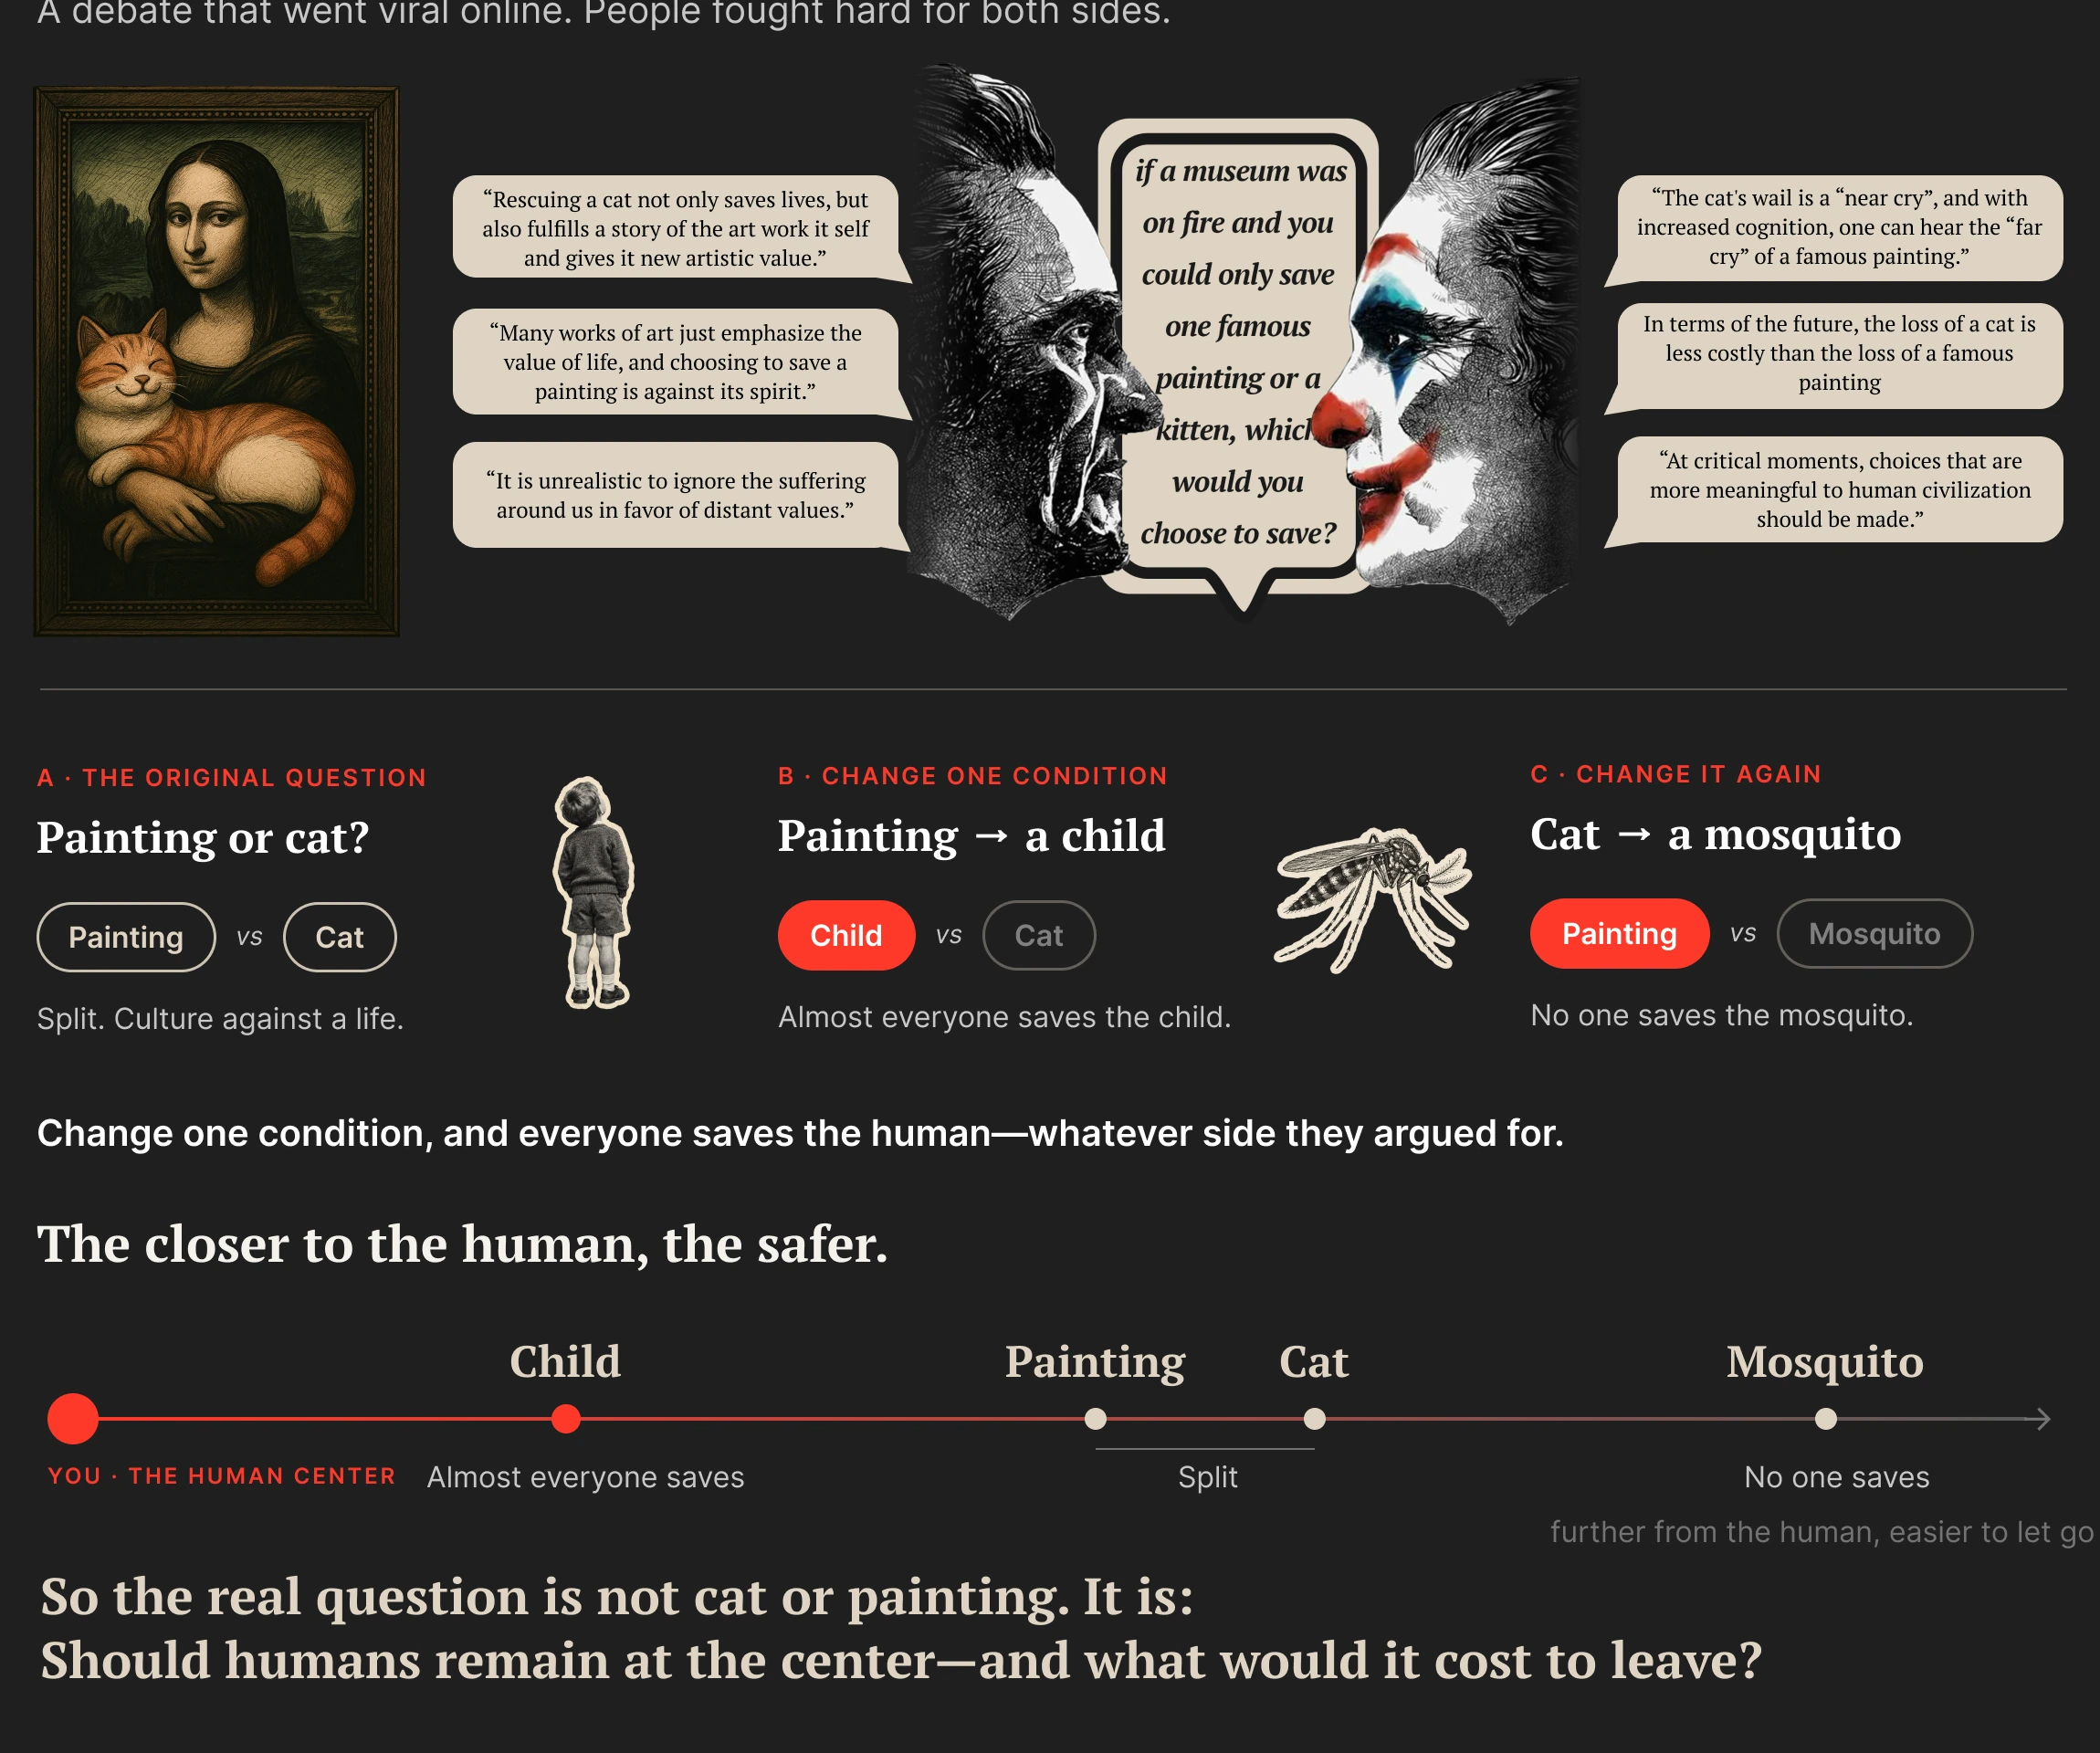 A debate that went viral online. People fought hard for both sides.
“Rescuing a cat not only saves lives, but
also fulfills a story of the art work it self
and gives it new artistic value.”
“Many works of art just emphasize the
value of life, and choosing to save a
painting is against its spirit.”
“It is unrealistic to ignore the suffering
around us in favor of distant values.”
if a museum was
on fire and you
could only save
one famous
painting or a
kitten, which
would you
choose to save?
“The cat's wail is a “near cry”, and with
increased cognition, one can hear the “far
cry” of a famous painting.”
In terms of the future, the loss of a cat is
less costly than the loss of a famous
painting
“At critical moments, choices that are
more meaningful to human civilization
should be made.”
A · THE ORIGINAL QUESTION
Painting or cat?
Painting vs Cat
Split. Culture against a life.
B · CHANGE ONE CONDITION
Painting → a child
Child vs Cat
Almost everyone saves the child.
C · CHANGE IT AGAIN
Cat → a mosquito
Painting vs Mosquito
No one saves the mosquito.
Change one condition, and everyone saves the human—whatever side they argued for.
The closer to the human, the safer.
Child Painting Cat Mosquito
YOU · THE HUMAN CENTER Almost everyone saves Split No one saves
further from the human, easier to let go
So the real question is not cat or painting. It is:
Should humans remain at the center—and what would it cost to leave?